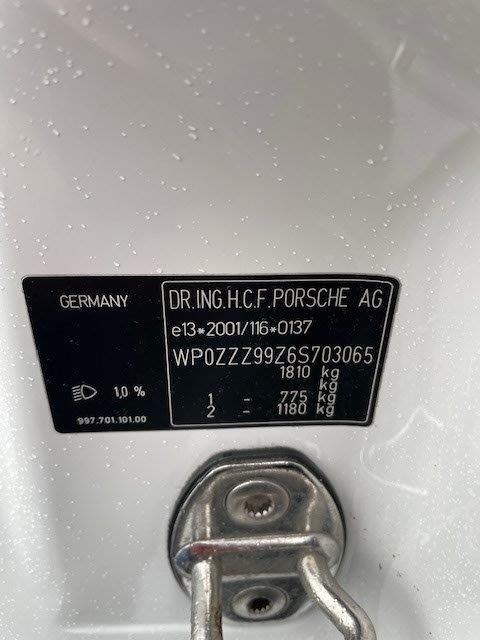 GERMANY
DR.ING.H.C.F.PORSCHE AG
e13*2001/116*0137
WP0ZZZ99Z6S703065
1810 kg
kg
1 - 775 kg
2 - 1180 kg
1,0 %
997.701.101.00